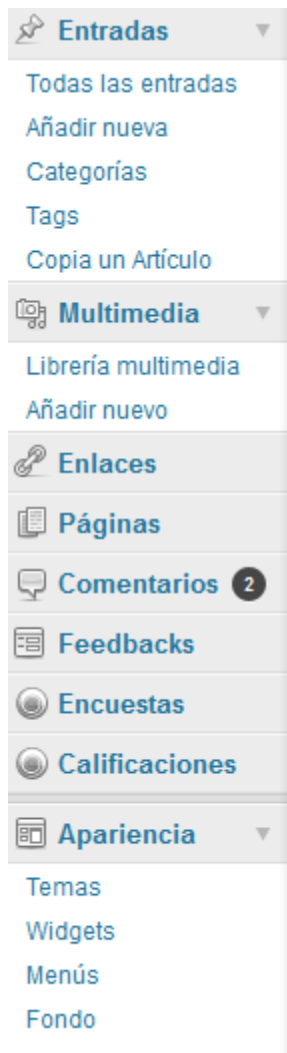 Entradas
Todas las entradas
Añadir nueva
Categorías
Tags
Copia un Artículo
Multimedia
Librería multimedia
Añadir nuevo
Enlaces
Páginas
Comentarios 2
Feedbacks
Encuestas
Calificaciones
Apariencia
Temas
Widgets
Menús
Fondo